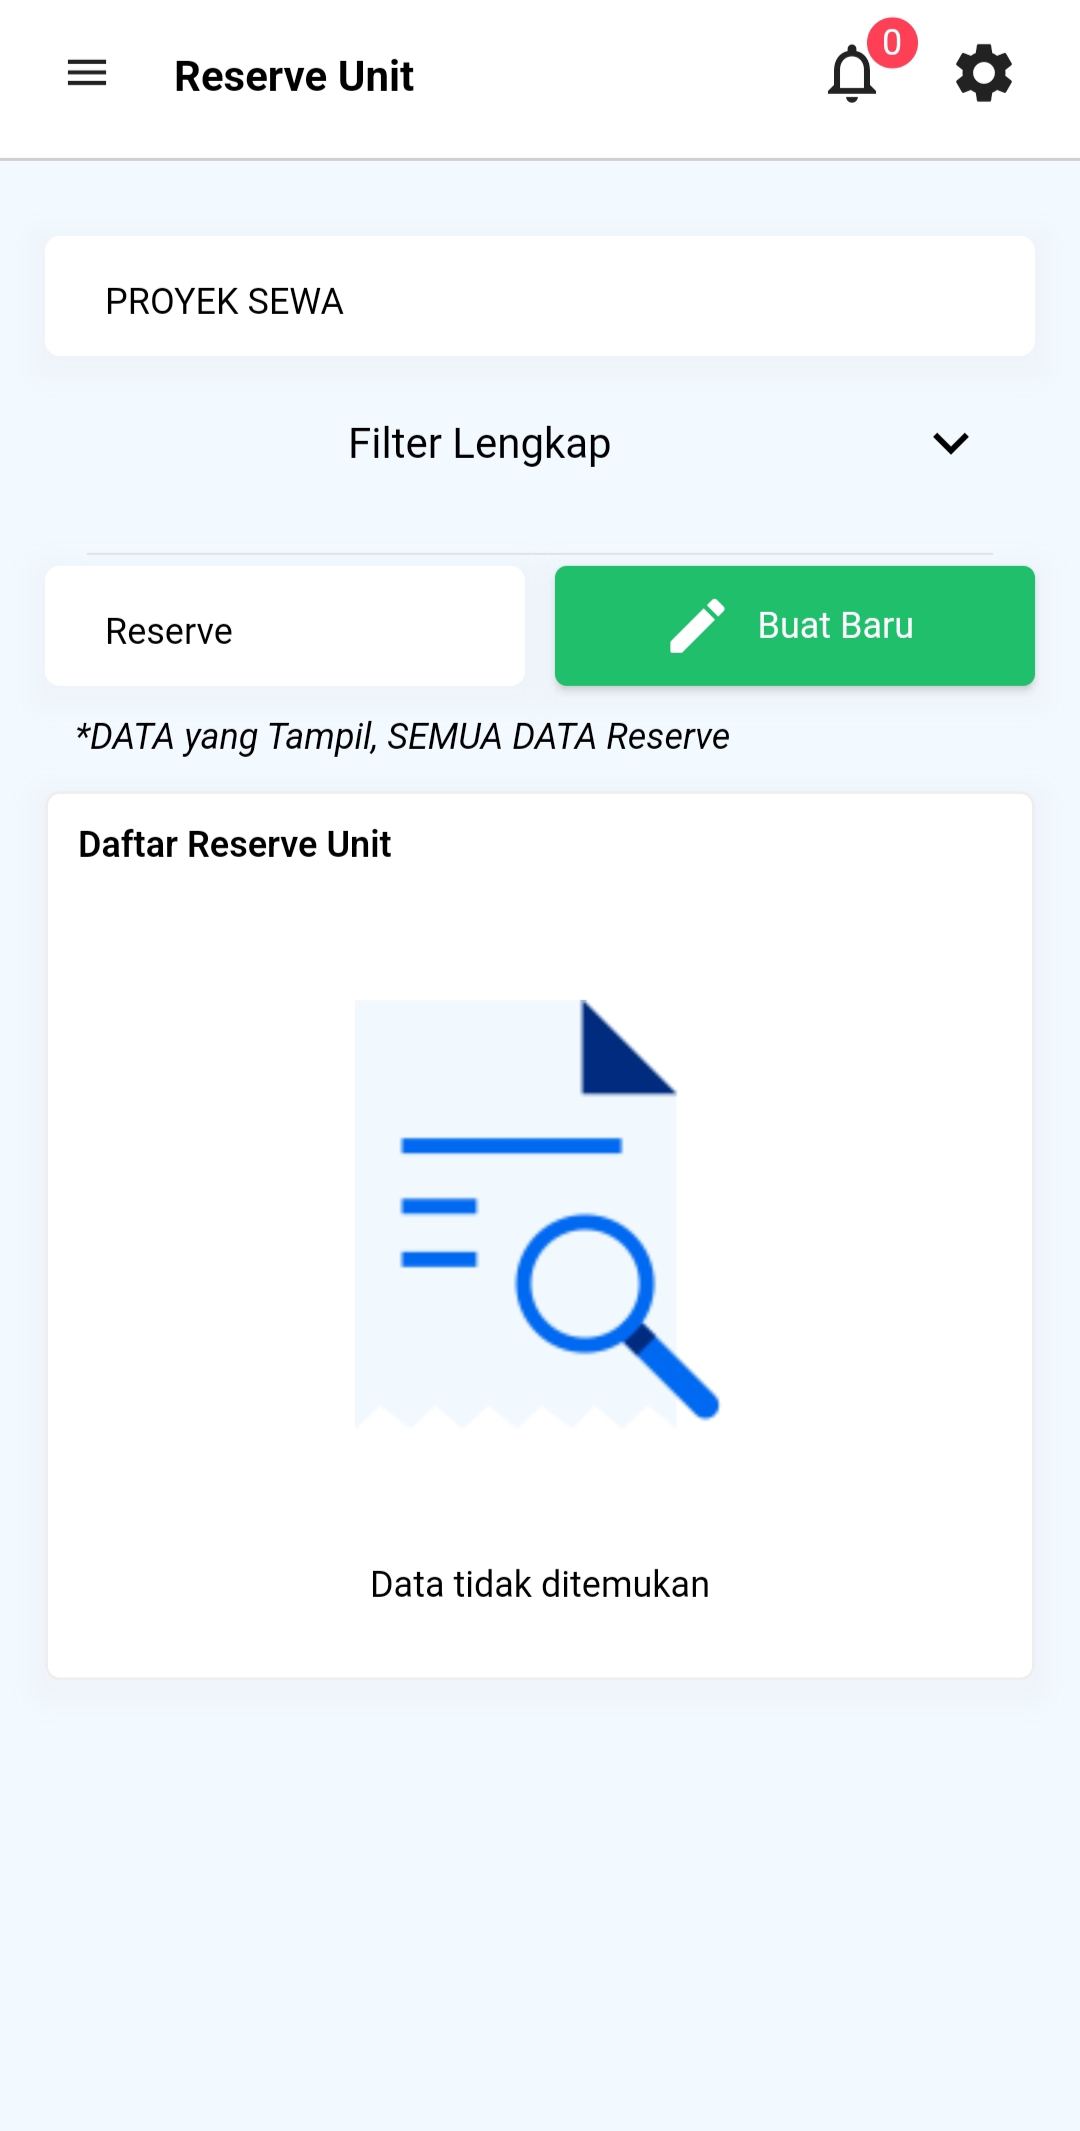 Reserve Unit
0
PROYEK SEWA
Filter Lengkap
Reserve
Buat Baru
*DATA yang Tampil, SEMUA DATA Reserve
Daftar Reserve Unit
Data tidak ditemukan